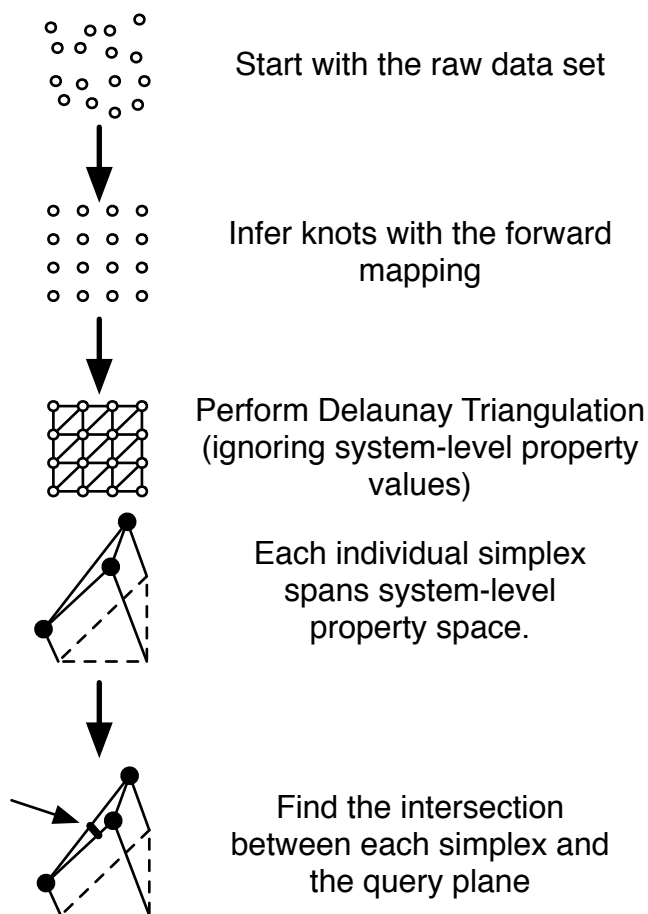 Start with the raw data set
Infer knots with the forward
mapping
Perform Delaunay Triangulation
(ignoring system-level property
values)
Each individual simplex
spans system-level
property space.
Find the intersection
between each simplex and
the query plane